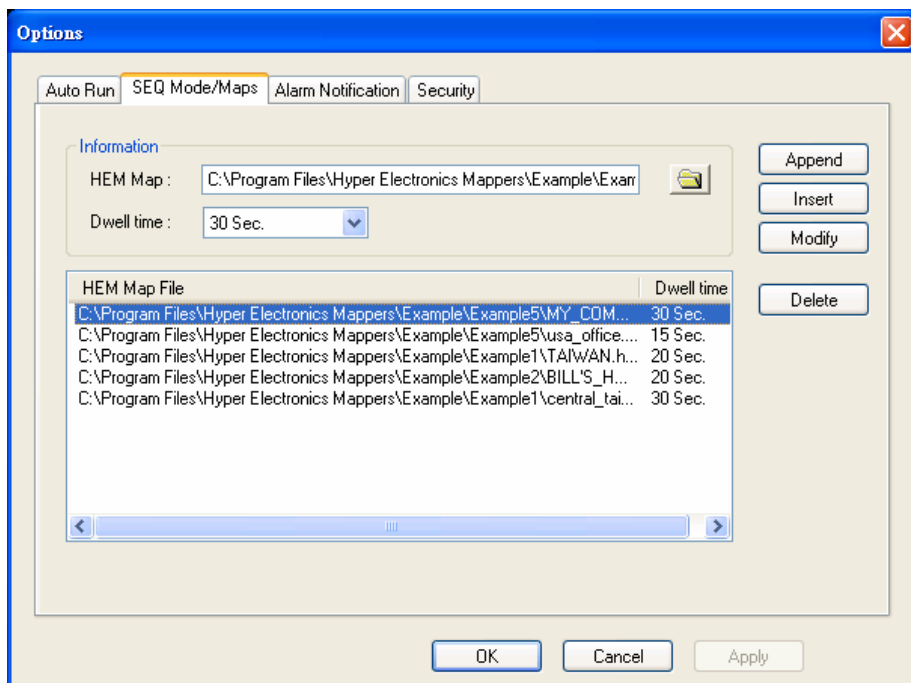 Options
Auto Run SEQ Mode/Maps Alarm Notification Security
Information
HEM Map : C:\Program Files\Hyper Electronics Mappers\Example\Exam
Dwell time : 30 Sec.
Append
Insert
Modify
Delete
HEM Map File Dwell time
C:\Program Files\Hyper Electronics Mappers\Example\Example5\MY_COM... 30 Sec.
C:\Program Files\Hyper Electronics Mappers\Example\Example5\usa_office.... 15 Sec.
C:\Program Files\Hyper Electronics Mappers\Example\Example1\TAIWAN.h... 20 Sec.
C:\Program Files\Hyper Electronics Mappers\Example\Example2\BILL'S_H... 20 Sec.
C:\Program Files\Hyper Electronics Mappers\Example\Example1\central_tai... 30 Sec.
OK Cancel Apply